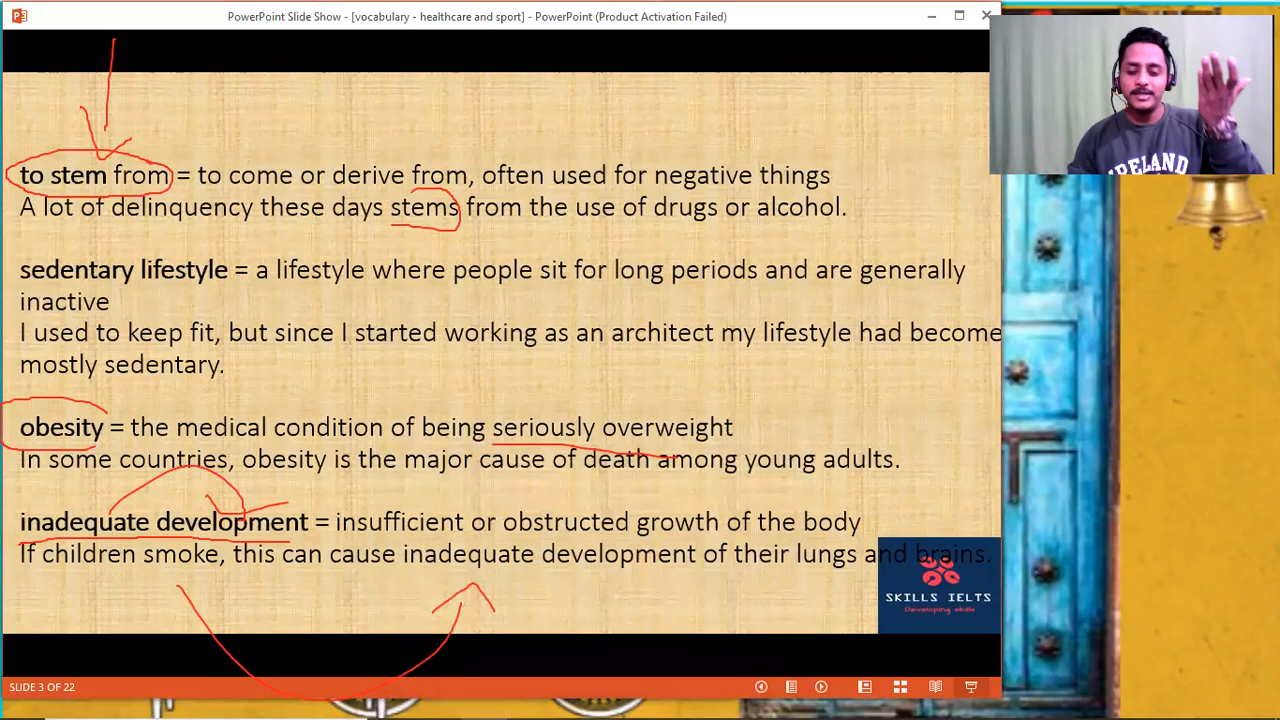 PowerPoint Slide Show - [vocabulary - healthcare and sport] - PowerPoint (Product Activation Failed)
to stem from = to come or derive from, often used for negative things
A lot of delinquency these days stems from the use of drugs or alcohol.
sedentary lifestyle = a lifestyle where people sit for long periods and are generally
inactive
I used to keep fit, but since I started working as an architect my lifestyle had become
mostly sedentary.
obesity = the medical condition of being seriously overweight
In some countries, obesity is the major cause of death among young adults.
inadequate development = insufficient or obstructed growth of the body
If children smoke, this can cause inadequate development of their lungs and brains.
SKILLS IELTS
Developing skills
SLIDE 3 OF 22